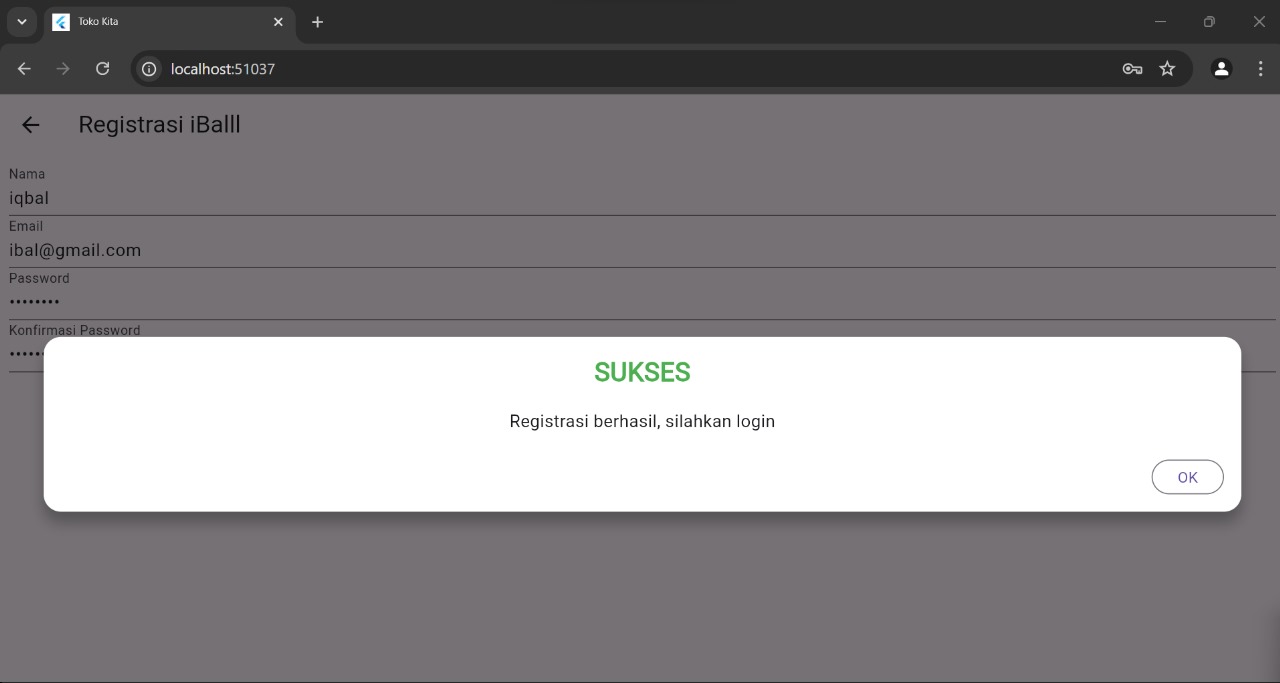 Toko Kita
localhost:51037
Registrasi iBalll
Nama
iqbal
Email
ibal@gmail.com
Password
••••••••
Konfirmasi Password
SUKSES
Registrasi berhasil, silahkan login
OK